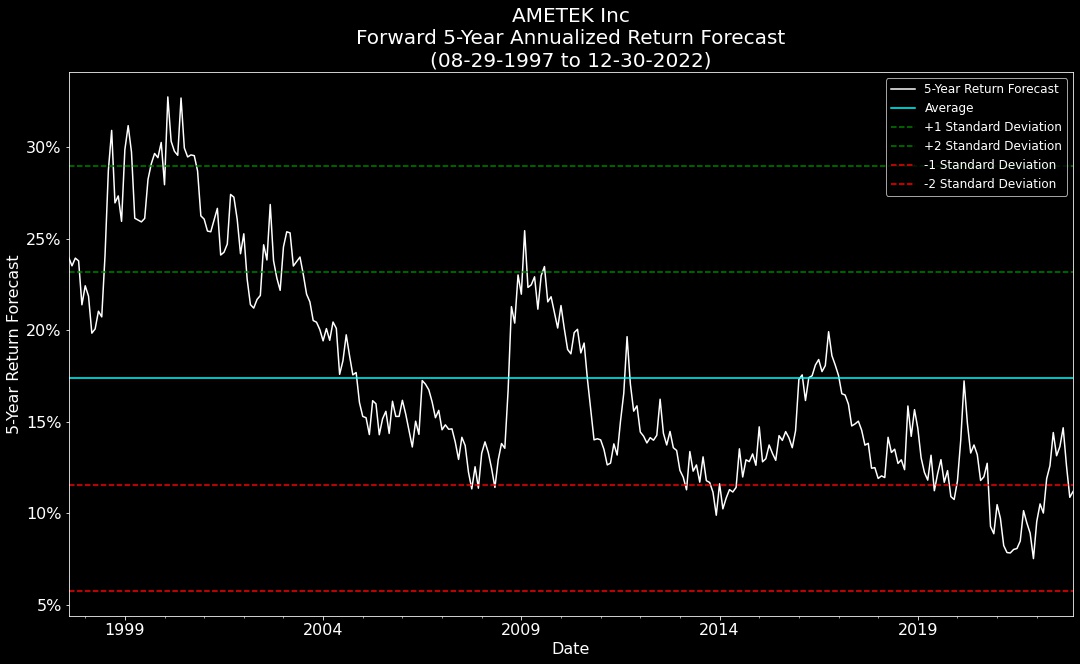 AMETEK Inc
Forward 5-Year Annualized Return Forecast
(08-29-1997 to 12-30-2022)
5-Year Return Forecast
Average
+1 Standard Deviation
+2 Standard Deviation
-1 Standard Deviation
-2 Standard Deviation
5-Year Return Forecast
30%
25%
20%
15%
10%
5%
1999
2004
2009
2014
2019
Date